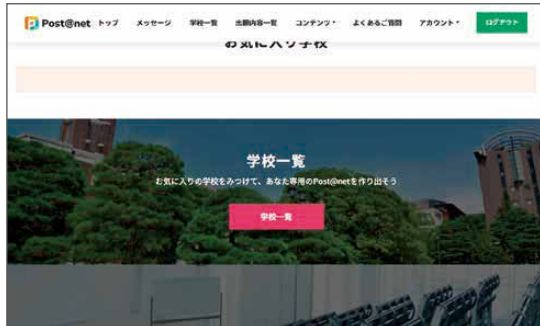 Post@net トップ メッセージ 学校一覧 出願内容一覧 コンテンツ よくあるご質問 アカウント ログアウト
お気に入り学校
学校一覧
お気に入りの学校をみつけて、あなた専用のPost@netを作り出そう
学校一覧